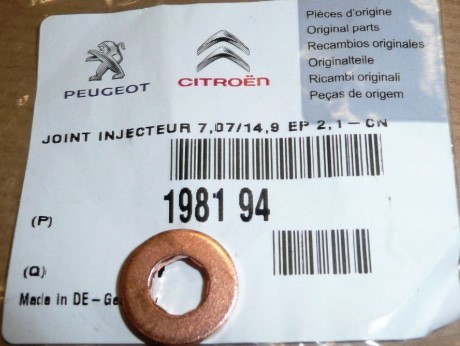 Pièces d'origine
Original parts
Recambios originales
Originalteile
Ricambi originali
Peças de origem
PEUGEOT
CITROËN
JOINT INJECTEUR 7,07/14,9 EP 2,1-CN
(P)
1981 94
(Q)
Made in DE-Ge